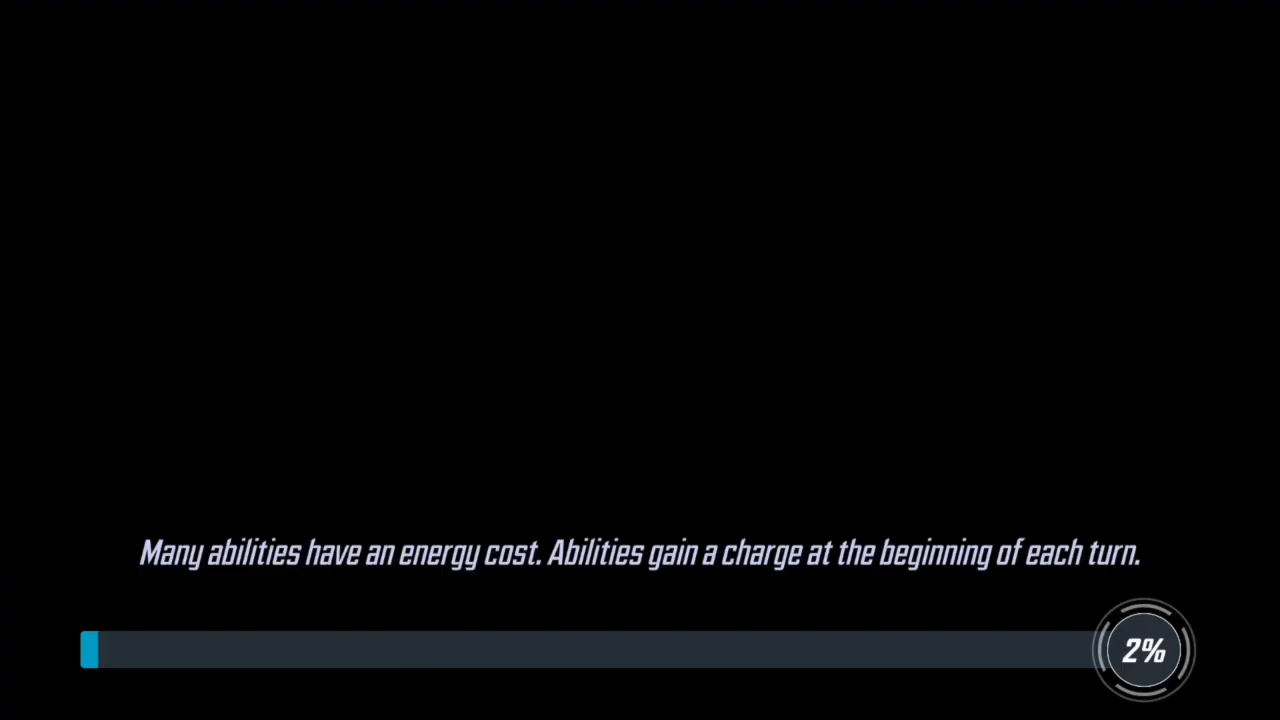 Many abilities have an energy cost. Abilities gain a charge at the beginning of each turn.
2%